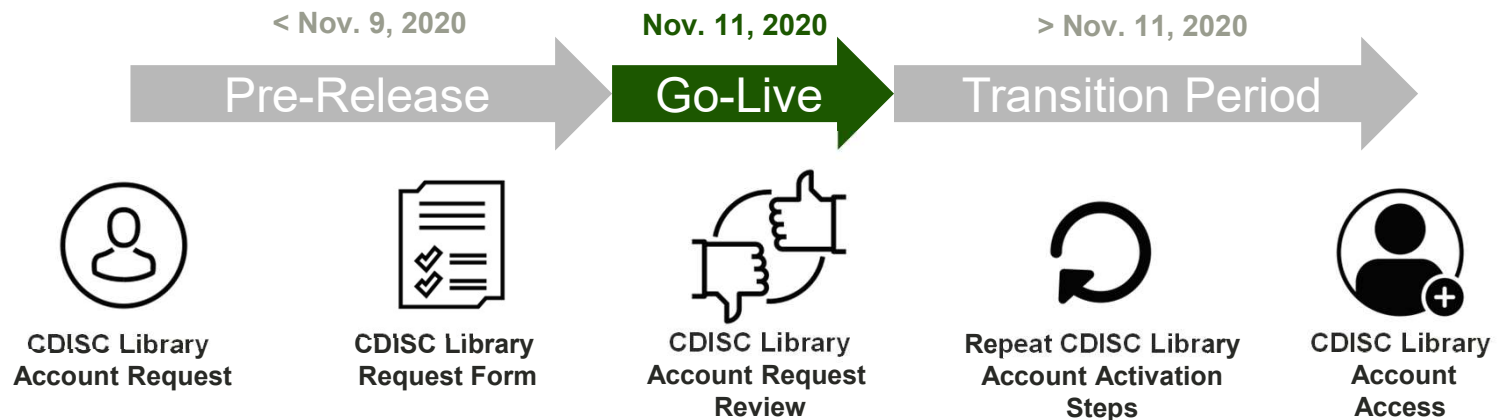 < Nov. 9, 2020
Nov. 11, 2020
> Nov. 11, 2020
Pre-Release
Go-Live
Transition Period
CDISC Library
Account Request
CDISC Library
Request Form
CDISC Library
Account Request
Review
Repeat CDISC Library
Account Activation
Steps
CDISC Library
Account
Access